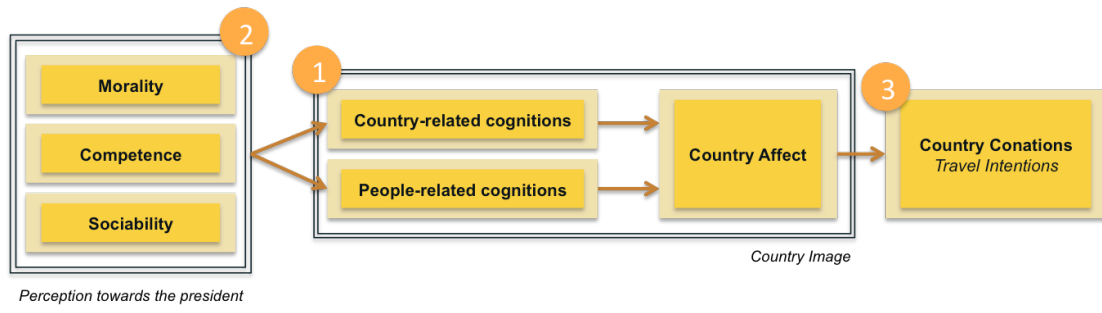 2
Morality
Competence
Sociability
Perception towards the president
1
Country-related cognitions
People-related cognitions
Country Affect
Country Image
3
Country Conations
Travel Intentions